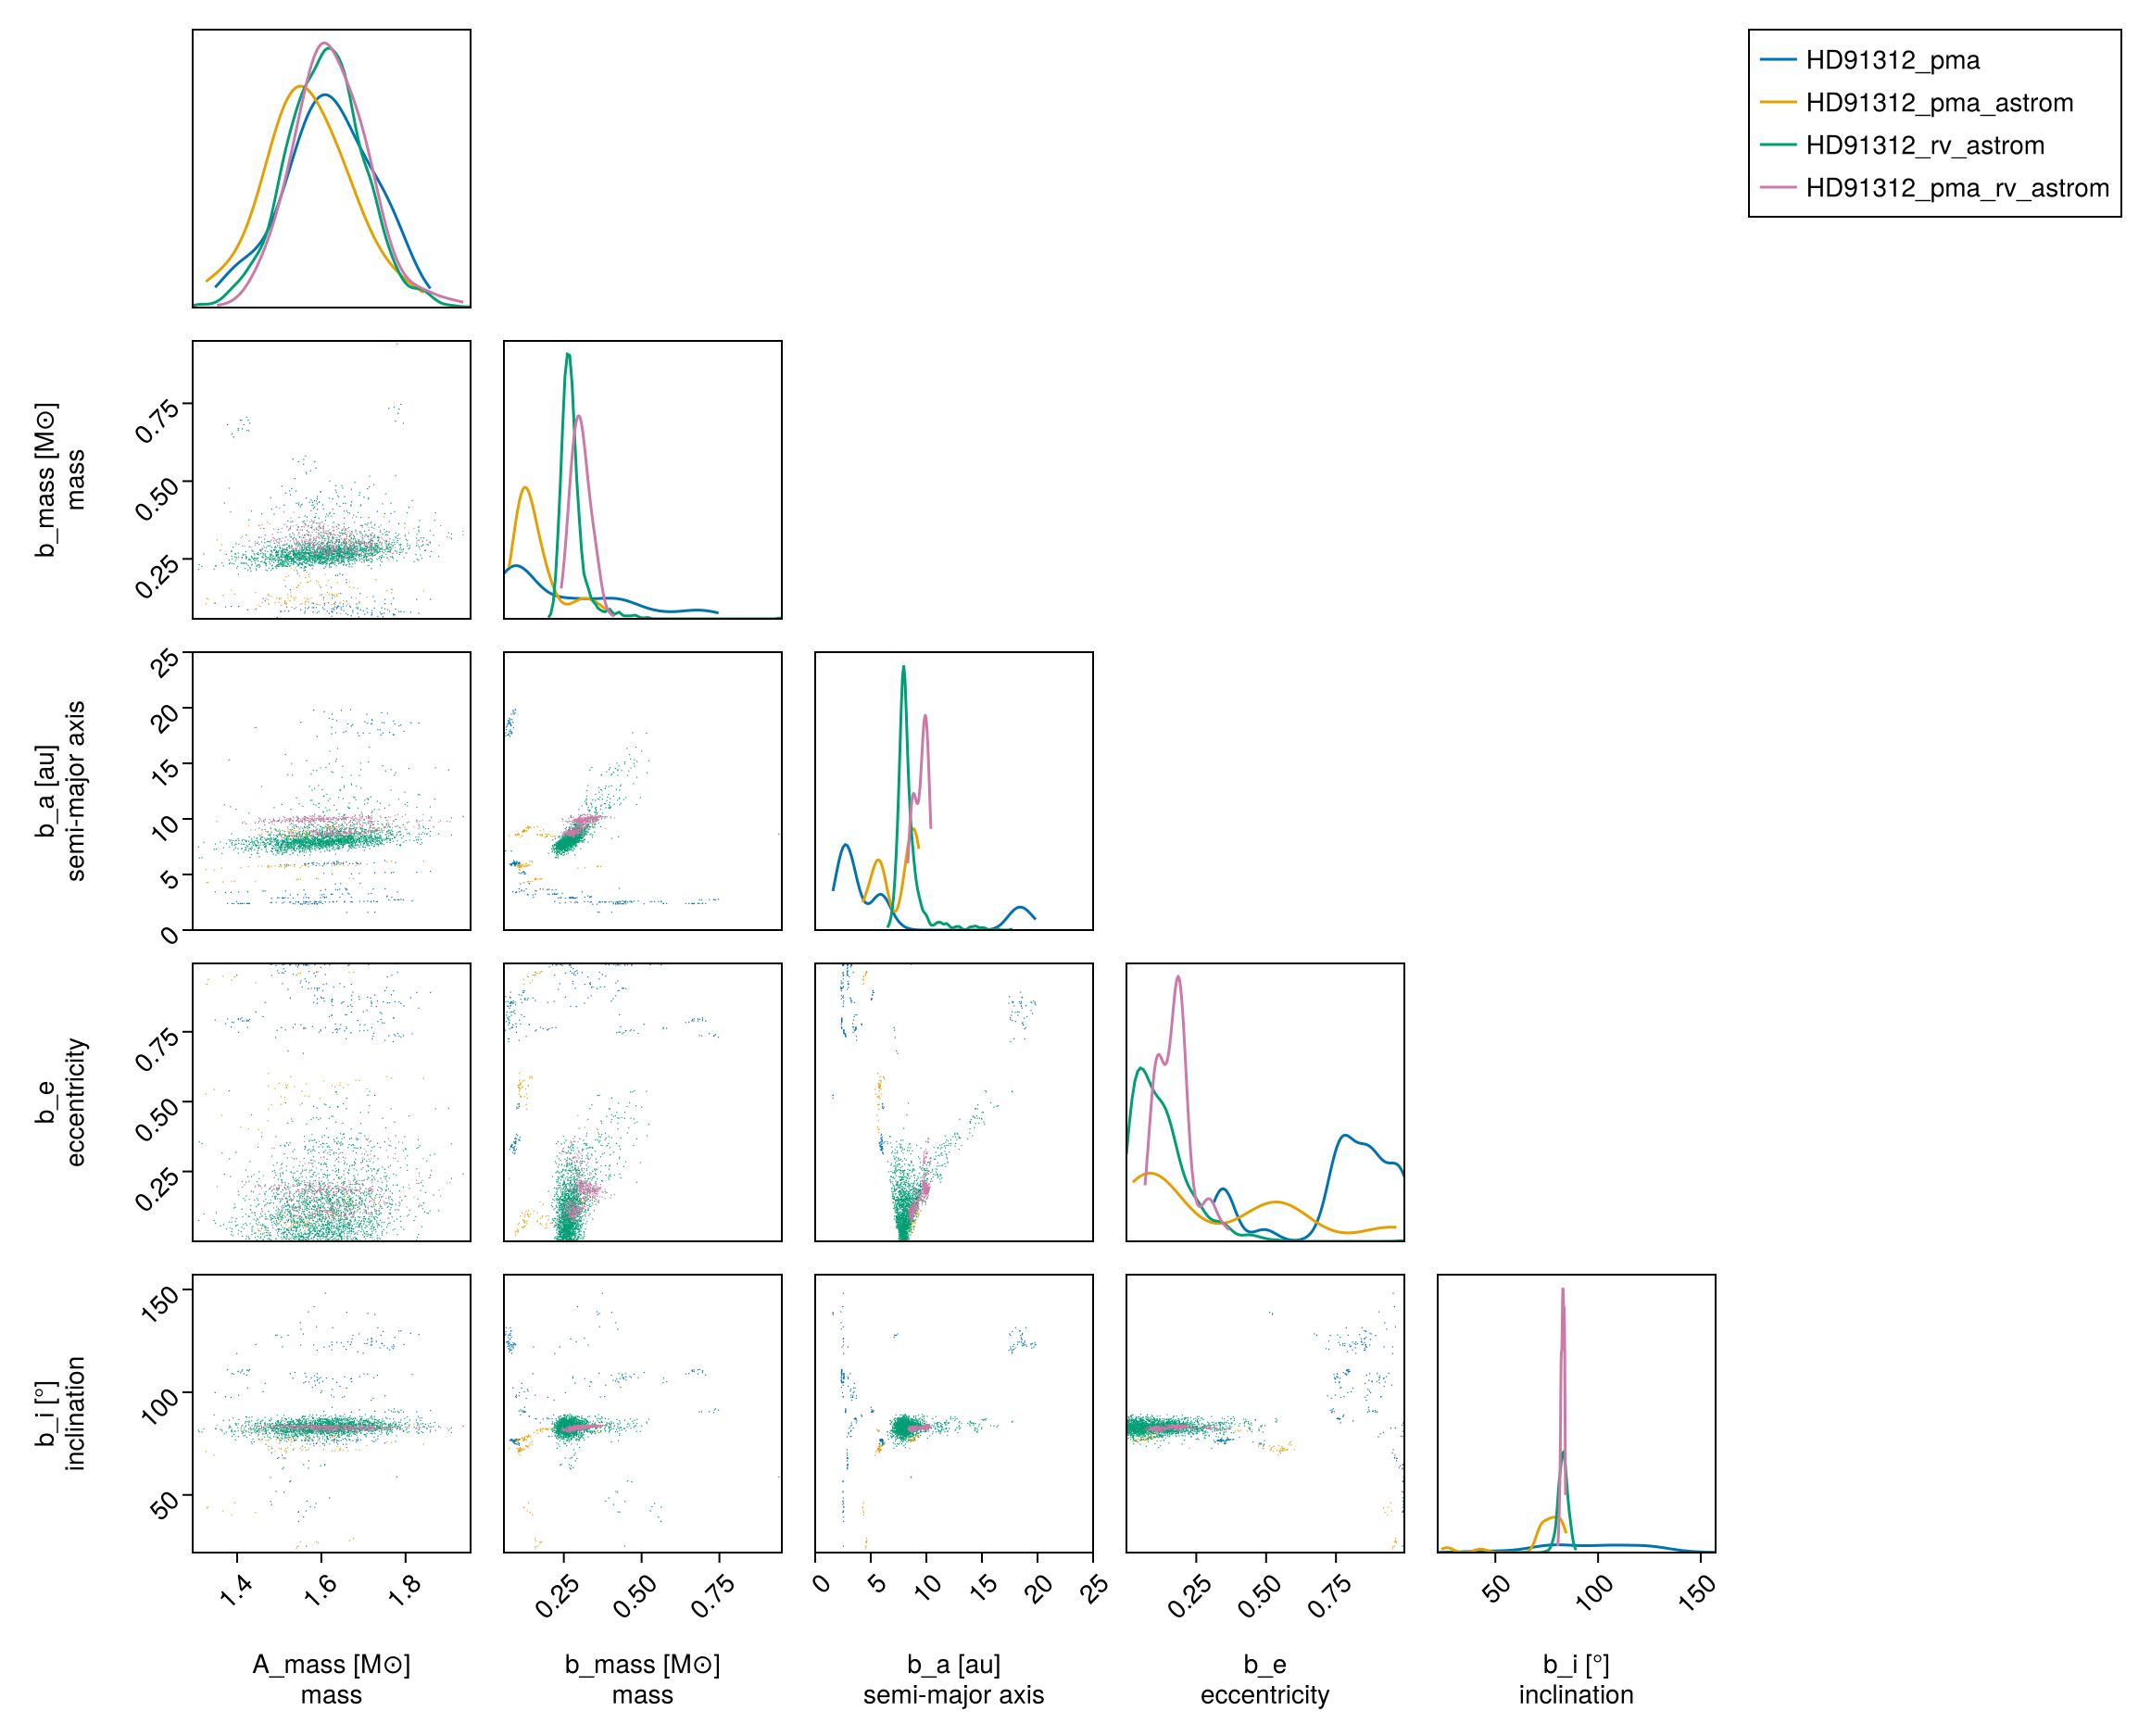 HD91312_pma
HD91312_pma_astrom
HD91312_rv_astrom
HD91312_pma_rv_astrom
b_mass [M⊙]
mass
0.75
0.50
0.25
b_a [au]
semi-major axis
25
20
15
10
5
0
b_e
eccentricity
0.75
0.50
0.25
b_i [°]
inclination
150
100
50
1.4
1.6
1.8
0.25
0.50
0.75
0
5
10
15
20
25
0.25
0.50
0.75
50
100
150
A_mass [M⊙]
mass
b_mass [M⊙]
mass
b_a [au]
semi-major axis
b_e
eccentricity
b_i [°]
inclination